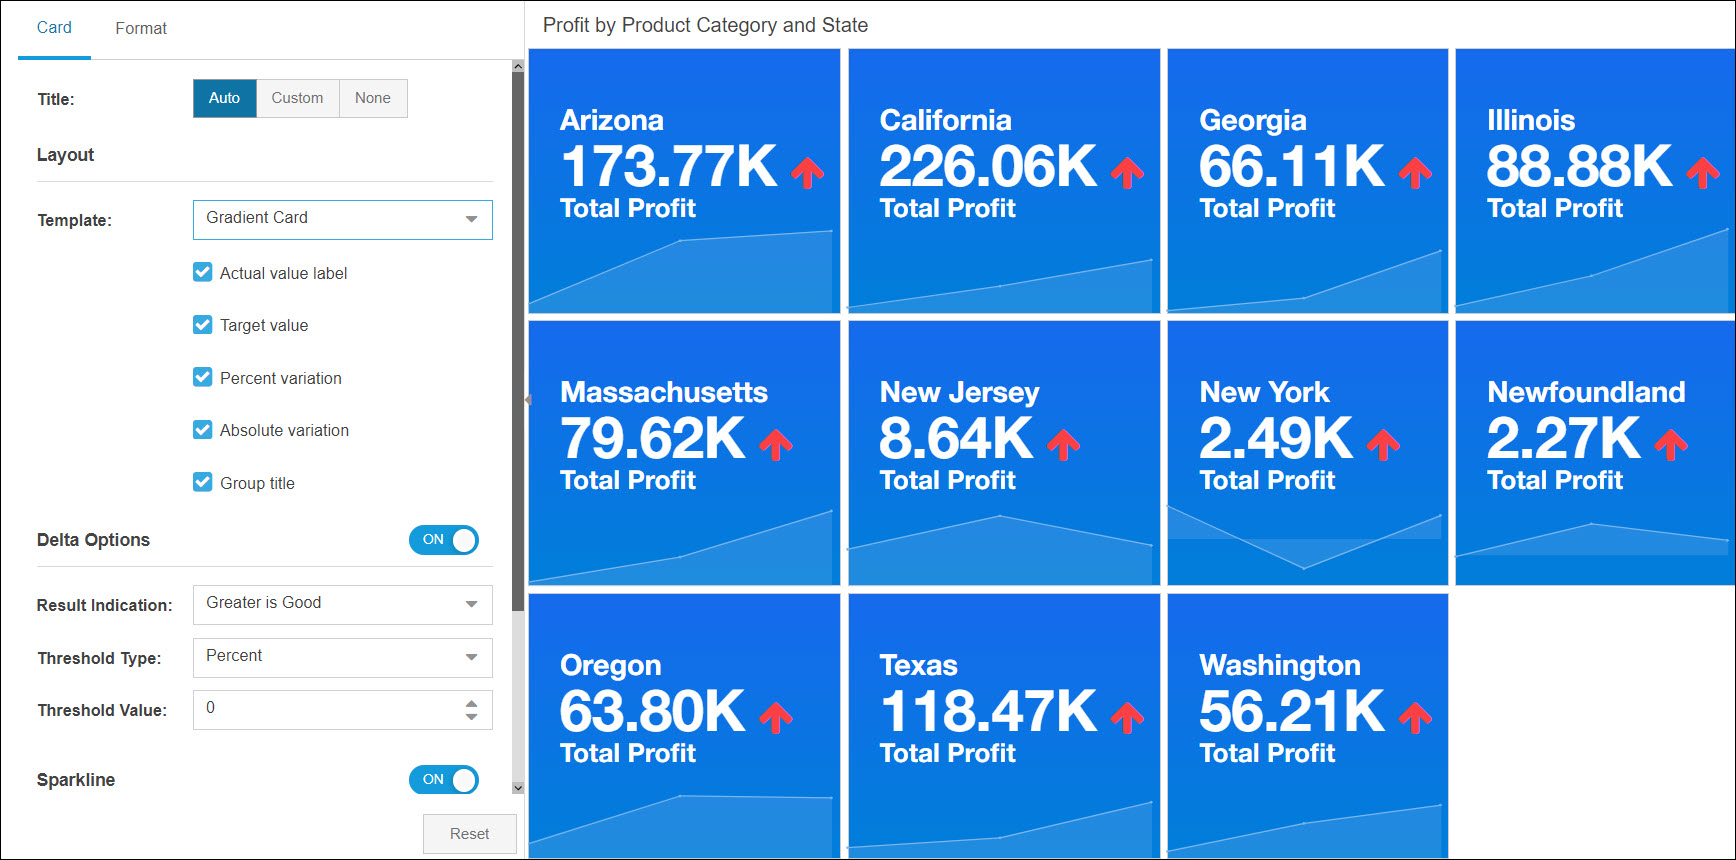 Card
Format
Title:
Auto
Custom
None
Layout
Template:
Gradient Card
Actual value label
Target value
Percent variation
Absolute variation
Group title
Delta Options
ON
Result Indication:
Greater is Good
Threshold Type:
Percent
Threshold Value:
0
Sparkline
ON
Reset
Profit by Product Category and State
Arizona
173.77K
Total Profit
California
226.06K
Total Profit
Georgia
66.11K
Total Profit
Illinois
88.88K
Total Profit
Massachusetts
79.62K
Total Profit
New Jersey
8.64K
Total Profit
New York
2.49K
Total Profit
Newfoundland
2.27K
Total Profit
Oregon
63.80K
Total Profit
Texas
118.47K
Total Profit
Washington
56.21K
Total Profit